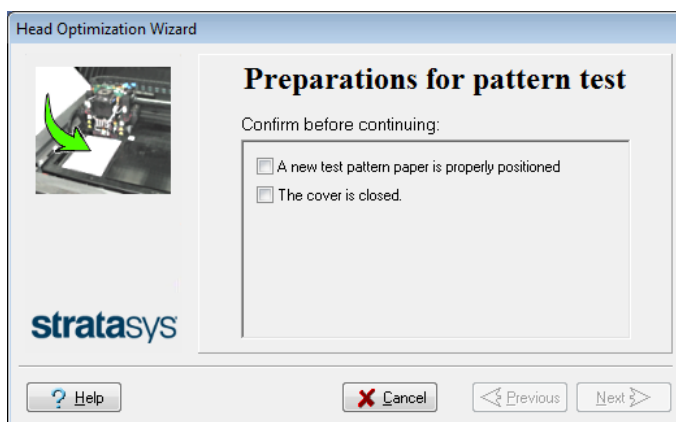 Head Optimization Wizard
Preparations for pattern test
Confirm before continuing:
A new test pattern paper is properly positioned
The cover is closed.
stratasys
? Help
Cancel
Previous
Next